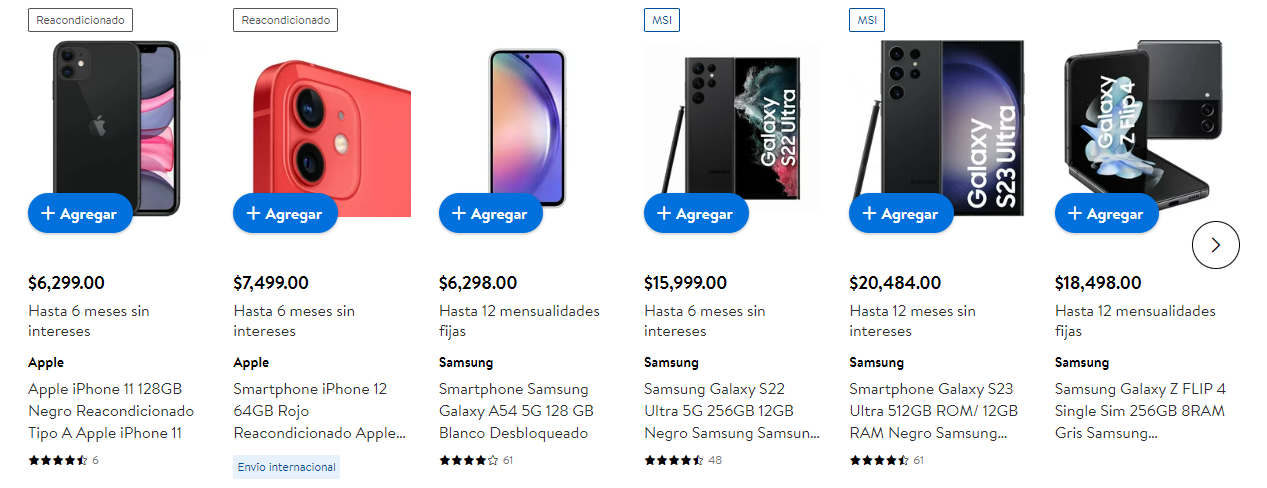 Reacondicionado
Agregar
$6,299.00
Hasta 6 meses sin
intereses
Apple
Apple iPhone 11 128GB
Negro Reacondicionado
Tipo A Apple iPhone 11
6
Reacondicionado
Agregar
$7,499.00
Hasta 6 meses sin
intereses
Apple
Smartphone iPhone 12
64GB Rojo
Reacondicionado Apple...
Envío internacional
Agregar
$6,298.00
Hasta 12 mensualidades
fijas
Samsung
Smartphone Samsung
Galaxy A54 5G 128 GB
Blanco Desbloqueado
61
MSI
Galaxy
S22 Ultra
Agregar
$15,999.00
Hasta 6 meses sin
intereses
Samsung
Samsung Galaxy S22
Ultra 5G 256GB 12GB
Negro Samsung Samsun...
48
MSI
Galaxy
S23 Ultra
Agregar
$20,484.00
Hasta 12 meses sin
intereses
Samsung
Smartphone Galaxy S23
Ultra 512GB ROM/ 12GB
RAM Negro Samsung...
61
Galaxy
Z Flip4
Agregar
$18,498.00
Hasta 12 mensualidades
fijas
Samsung
Samsung Galaxy Z FLIP 4
Single Sim 256GB 8RAM
Gris Samsung...